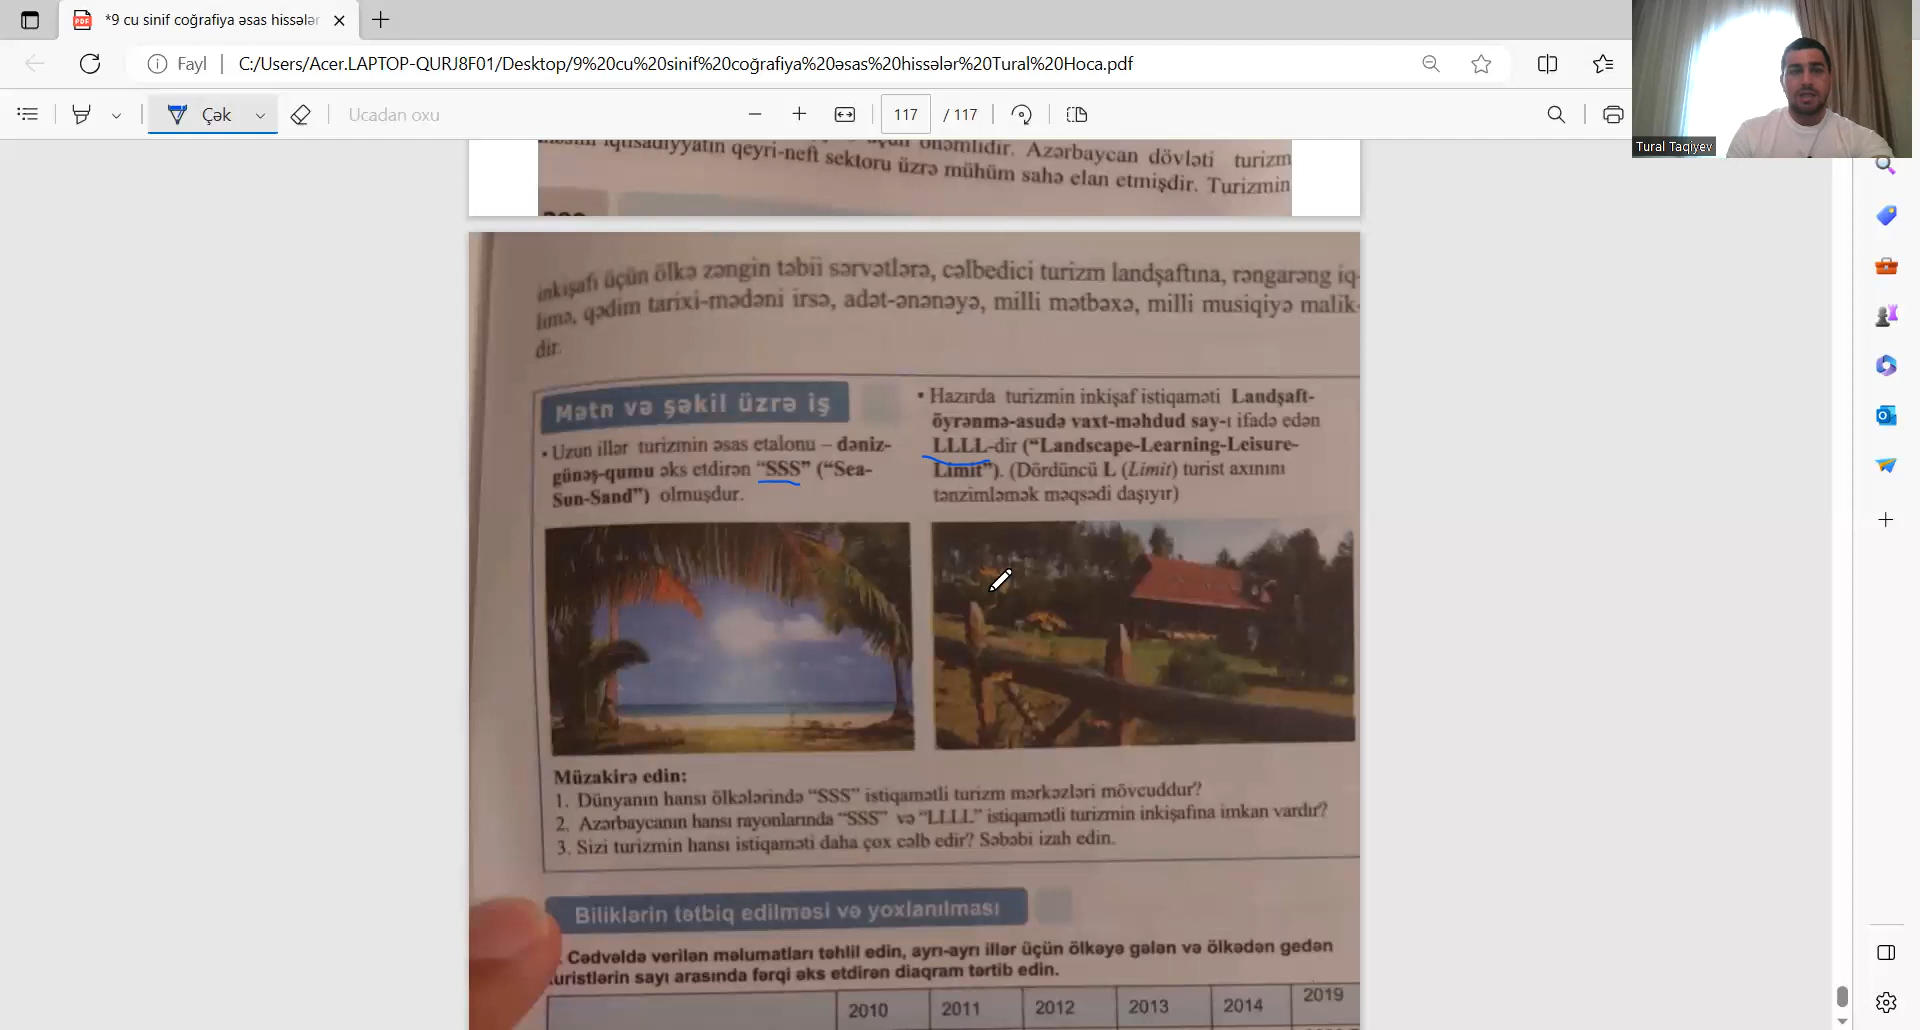 *9 cu sinif coğrafiya əsas hissələr
Fayl
C:/Users/Acer.LAPTOP-QURJ8F01/Desktop/9%20cu%20sinif%20coğrafiya%20əsas%20hissələr%20Tural%20Hoca.pdf
Çək
Ucadan oxu
117 / 117
Tural Taqiyev
iqtisadiyyatın qeyri-neft sektoru üzrə mühüm sahə elan etmişdir. Turizmin
önəmlidir. Azərbaycan dövləti turizm
inkişafı üçün ölkə zəngin təbii sərvətlərə, cəlbedici turizm landşaftına, rəngarəng iq-
limə, qədim tarixi-mədəni irsə, adət-ənənəyə, milli mətbəxə, milli musiqiyə malik-
dir.
Mətn və şəkil üzrə iş
• Uzun illər turizmin əsas etalonu – dəniz-
günəş-qumu əks etdirən “SSS” (“Sea-
Sun-Sand”) olmuşdur.
• Hazırda turizmin inkişaf istiqaməti Landşaft-
öyrənmə-asudə vaxt-məhdud say-ı ifadə edən
LLLL-dir (“Landscape-Learning-Leisure-
Limit”). (Dördüncü L (Limit) turist axınını
tənzimləmək məqsədi daşıyır)
Müzakirə edin:
1. Dünyanın hansı ölkələrində “SSS” istiqamətli turizm mərkəzləri mövcuddur?
2. Azərbaycanın hansı rayonlarında “SSS” və “LLLL” istiqamətli turizmin inkişafına imkan vardır?
3. Sizi turizmin hansı istiqaməti daha çox cəlb edir? Səbəbi izah edin.
Biliklərin tətbiq edilməsi və yoxlanılması
Cədvəldə verilən məlumatları təhlil edin, ayrı-ayrı illər üçün ölkəyə gələn və ölkədən gedən
turistlərin sayı arasında fərqi əks etdirən diaqram tərtib edin.
2010 2011 2012 2013 2014 2019